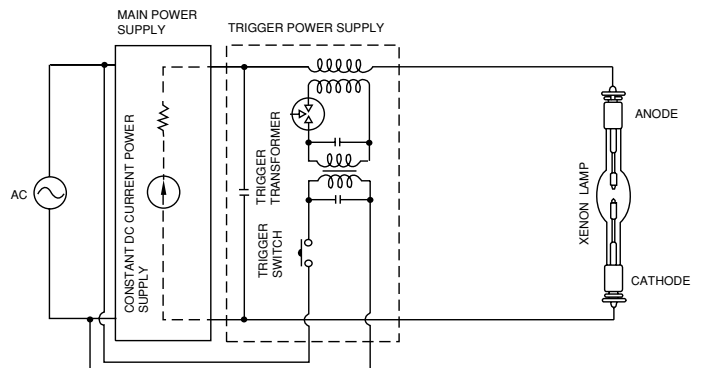 MAIN POWER
SUPPLY
TRIGGER POWER SUPPLY
AC
CONSTANT DC CURRENT POWER
SUPPLY
TRIGGER
TRANSFORMER
TRIGGER
SWITCH
XENON LAMP
ANODE
CATHODE